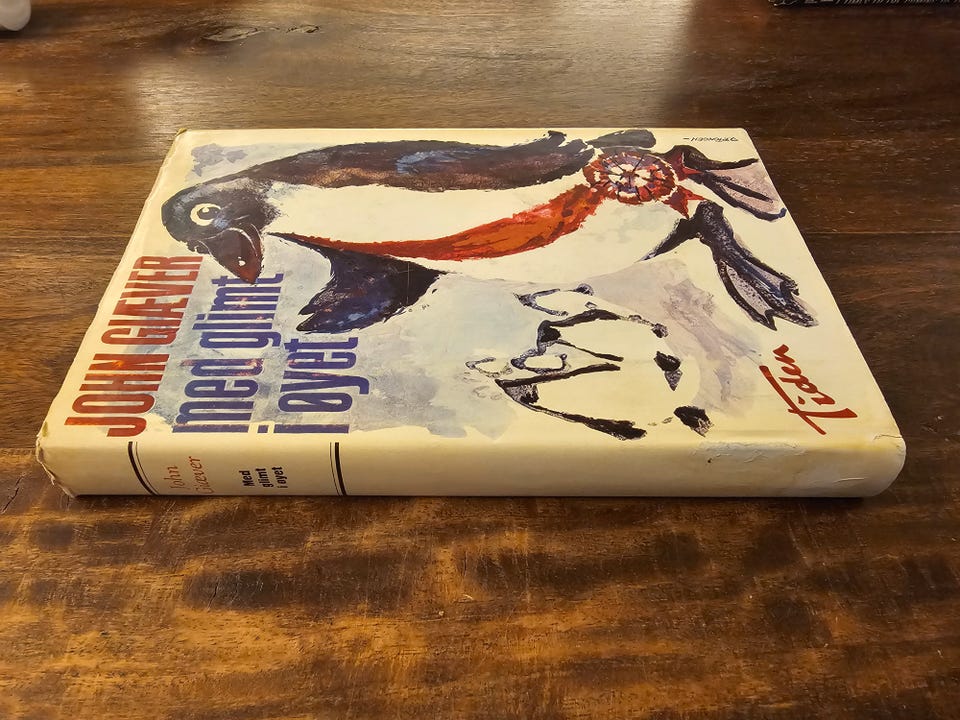 JOHN GIÆVER
med glimt
i øyet
Tiden
John
Giæver
Med
glimt
i øyet